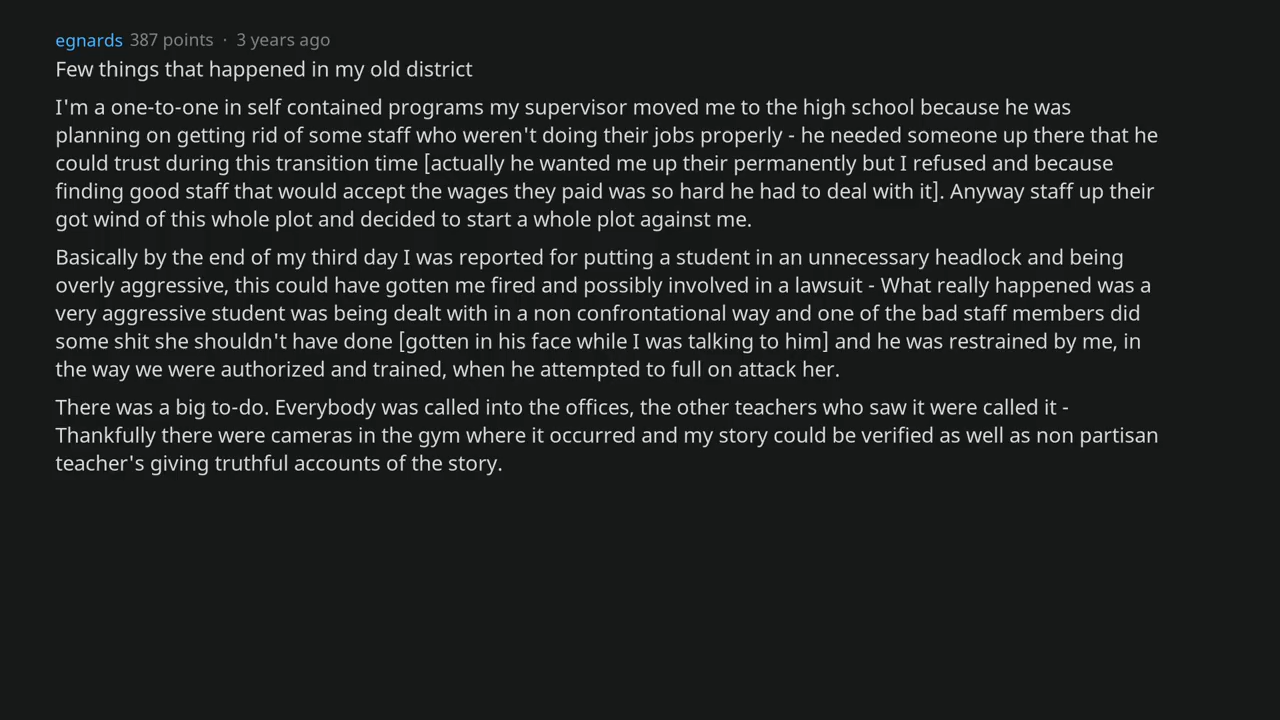 egnards 387 points · 3 years ago
Few things that happened in my old district
I'm a one-to-one in self contained programs my supervisor moved me to the high school because he was
planning on getting rid of some staff who weren't doing their jobs properly - he needed someone up there that he
could trust during this transition time [actually he wanted me up their permanently but I refused and because
finding good staff that would accept the wages they paid was so hard he had to deal with it]. Anyway staff up their
got wind of this whole plot and decided to start a whole plot against me.
Basically by the end of my third day I was reported for putting a student in an unnecessary headlock and being
overly aggressive, this could have gotten me fired and possibly involved in a lawsuit - What really happened was a
very aggressive student was being dealt with in a non confrontational way and one of the bad staff members did
some shit she shouldn't have done [gotten in his face while I was talking to him] and he was restrained by me, in
the way we were authorized and trained, when he attempted to full on attack her.
There was a big to-do. Everybody was called into the offices, the other teachers who saw it were called it -
Thankfully there were cameras in the gym where it occurred and my story could be verified as well as non partisan
teacher's giving truthful accounts of the story.